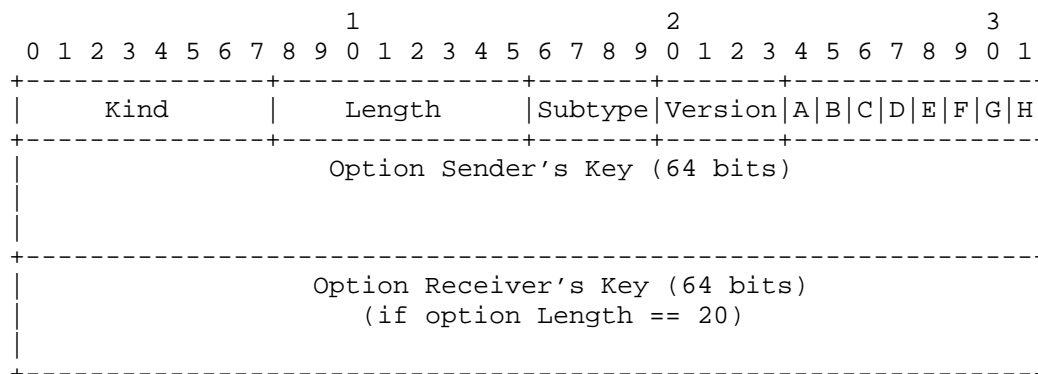 1                   2                   3
 0 1 2 3 4 5 6 7 8 9 0 1 2 3 4 5 6 7 8 9 0 1 2 3 4 5 6 7 8 9 0 1
+---------------+---------------+-------+-------+---------------
|     Kind      |    Length     |Subtype|Version|A|B|C|D|E|F|G|H
+---------------+---------------+-------+-------+---------------
|                   Option Sender’s Key (64 bits)
|
|
+---------------------------------------------------------------
|                  Option Receiver’s Key (64 bits)
|                     (if option Length == 20)
|
+---------------------------------------------------------------